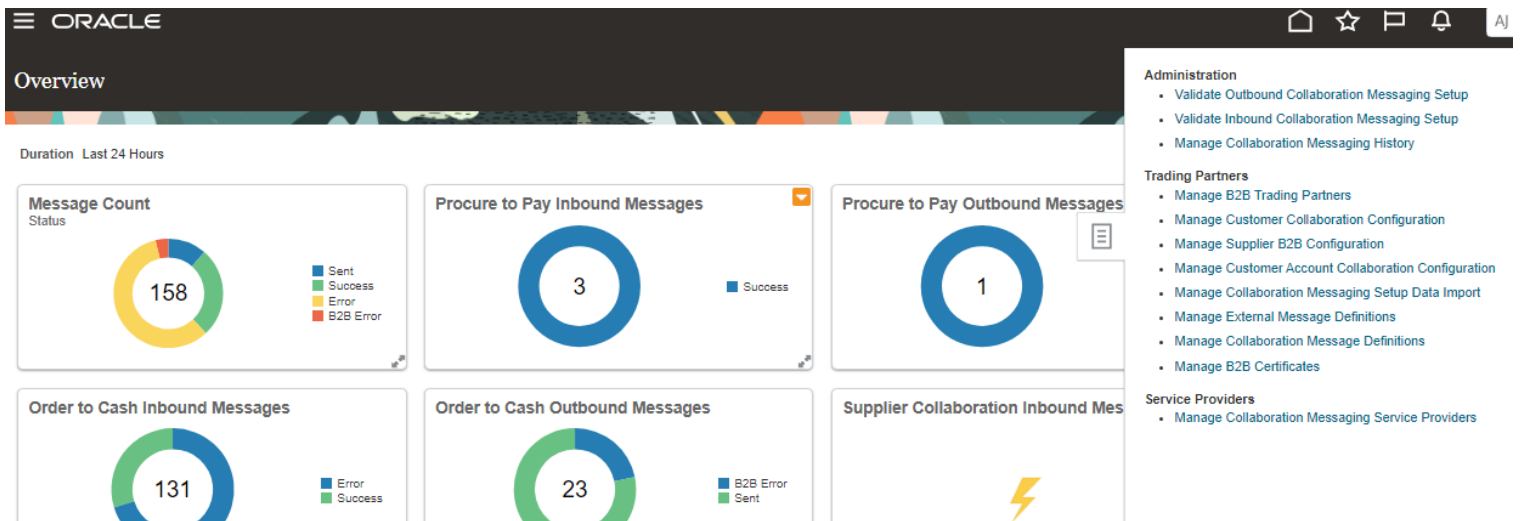 ORACLE
AJ
Overview
Duration Last 24 Hours
Message Count
Status
158
Sent
Success
Error
B2B Error
Procure to Pay Inbound Messages
3
Success
Procure to Pay Outbound Messages
1
Order to Cash Inbound Messages
131
Error
Success
Order to Cash Outbound Messages
23
B2B Error
Sent
Supplier Collaboration Inbound Mes
Administration
Validate Outbound Collaboration Messaging Setup
Validate Inbound Collaboration Messaging Setup
Manage Collaboration Messaging History
Trading Partners
Manage B2B Trading Partners
Manage Customer Collaboration Configuration
Manage Supplier B2B Configuration
Manage Customer Account Collaboration Configuration
Manage Collaboration Messaging Setup Data Import
Manage External Message Definitions
Manage Collaboration Message Definitions
Manage B2B Certificates
Service Providers
Manage Collaboration Messaging Service Providers